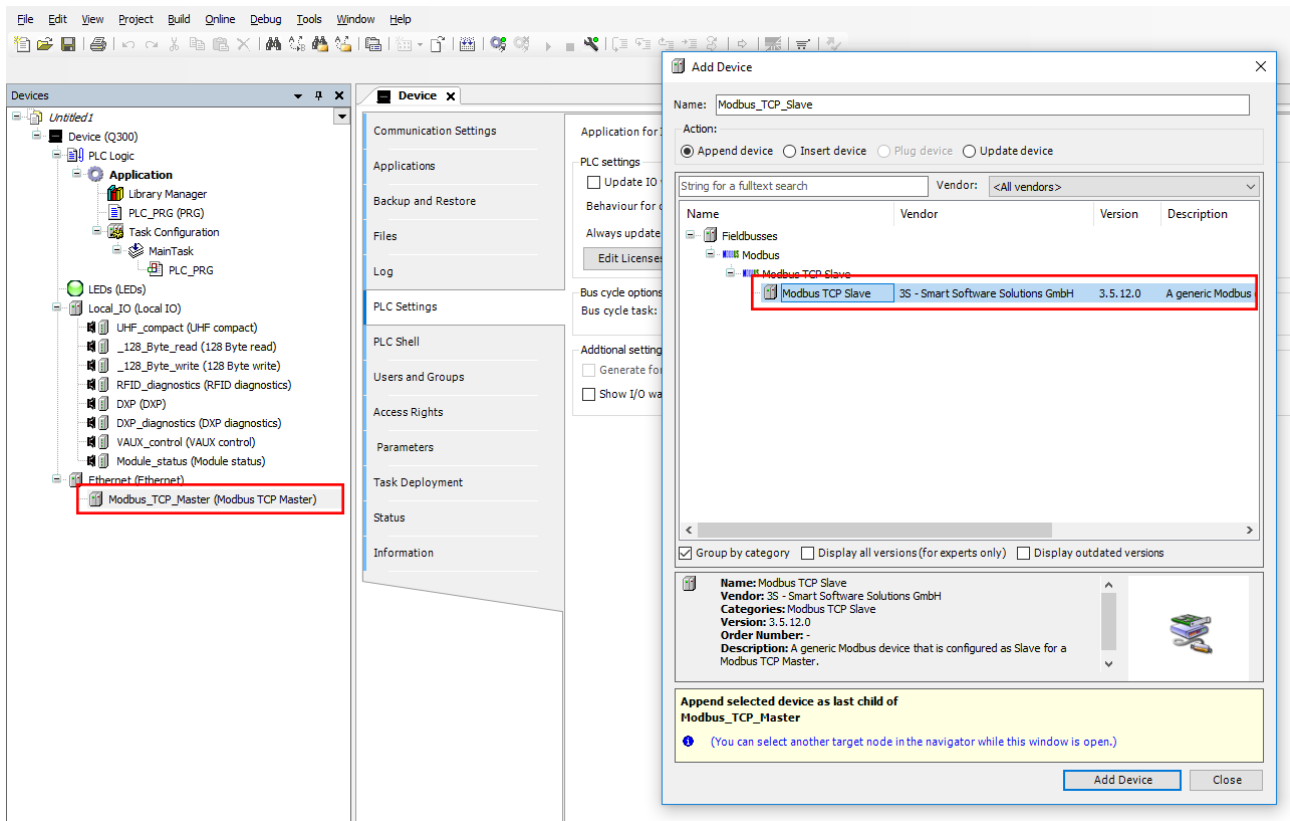 File Edit View Project Build Online Debug Tools Window Help
Devices
Untitled1
Device (Q300)
PLC Logic
Application
Library Manager
PLC_PRG (PRG)
Task Configuration
MainTask
PLC_PRG
LEDs (LEDs)
Local_IO (Local IO)
UHF_compact (UHF compact)
_128_Byte_read (128 Byte read)
_128_Byte_write (128 Byte write)
RFID_diagnostics (RFID diagnostics)
DXP (DXP)
DXP_diagnostics (DXP diagnostics)
VAUX_control (VAUX control)
Module_status (Module status)
Ethernet (Ethernet)
Modbus_TCP_Master (Modbus TCP Master)
Device
Communication Settings
Applications
Backup and Restore
Files
Log
PLC Settings
PLC Shell
Users and Groups
Access Rights
Parameters
Task Deployment
Status
Information
Application for
PLC settings
Update IO
Behaviour for
Always update
Edit Licenses
Bus cycle options
Bus cycle task:
Addtional setting
Generate for
Show I/O wa
Add Device
Name: Modbus_TCP_Slave
Action:
Append device Insert device Plug device Update device
String for a fulltext search Vendor: <All vendors>
Name Vendor Version Description
Fieldbusses
Modbus
Modbus TCP Slave
Modbus TCP Slave 3S - Smart Software Solutions GmbH 3.5.12.0 A generic Modbus
Group by category Display all versions (for experts only) Display outdated versions
Name: Modbus TCP Slave
Vendor: 3S - Smart Software Solutions GmbH
Categories: Modbus TCP Slave
Version: 3.5.12.0
Order Number: -
Description: A generic Modbus device that is configured as Slave for a
Modbus TCP Master.
Append selected device as last child of
Modbus_TCP_Master
(You can select another target node in the navigator while this window is open.)
Add Device Close